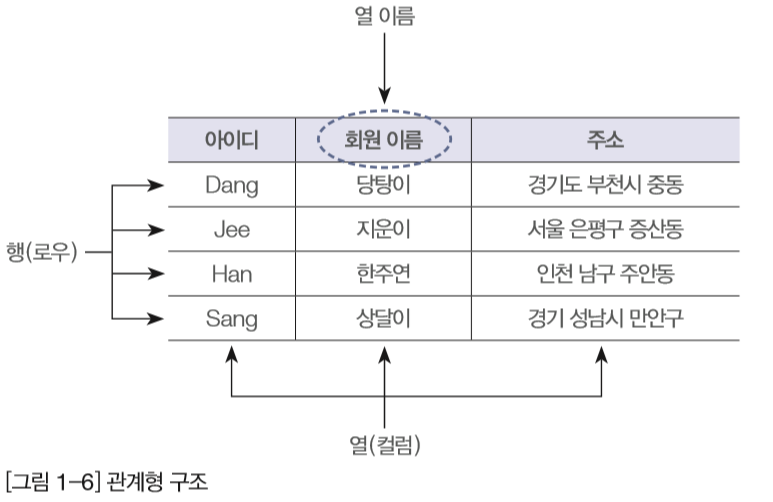 열 이름
아이디 회원 이름 주소
Dang 당탕이 경기도 부천시 중동
Jee 지운이 서울 은평구 증산동
행(로우)
Han 한주연 인천 남구 주안동
Sang 상달이 경기 성남시 만안구
열(컬럼)
[그림 1-6] 관계형 구조